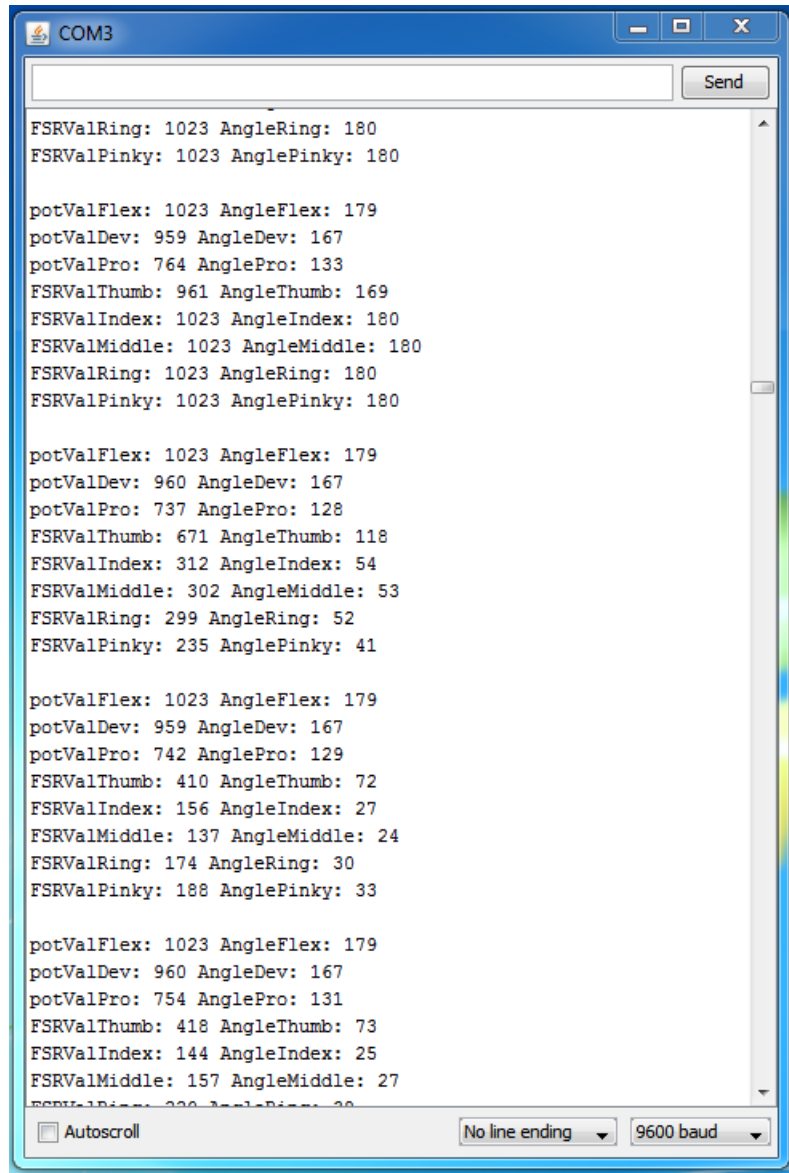 COM3
Send
FSRValRing: 1023 AngleRing: 180
FSRValPinky: 1023 AnglePinky: 180
potValFlex: 1023 AngleFlex: 179
potValDev: 959 AngleDev: 167
potValPro: 764 AnglePro: 133
FSRValThumb: 961 AngleThumb: 169
FSRValIndex: 1023 AngleIndex: 180
FSRValMiddle: 1023 AngleMiddle: 180
FSRValRing: 1023 AngleRing: 180
FSRValPinky: 1023 AnglePinky: 180
potValFlex: 1023 AngleFlex: 179
potValDev: 960 AngleDev: 167
potValPro: 737 AnglePro: 128
FSRValThumb: 671 AngleThumb: 118
FSRValIndex: 312 AngleIndex: 54
FSRValMiddle: 302 AngleMiddle: 53
FSRValRing: 299 AngleRing: 52
FSRValPinky: 235 AnglePinky: 41
potValFlex: 1023 AngleFlex: 179
potValDev: 959 AngleDev: 167
potValPro: 742 AnglePro: 129
FSRValThumb: 410 AngleThumb: 72
FSRValIndex: 156 AngleIndex: 27
FSRValMiddle: 137 AngleMiddle: 24
FSRValRing: 174 AngleRing: 30
FSRValPinky: 188 AnglePinky: 33
potValFlex: 1023 AngleFlex: 179
potValDev: 960 AngleDev: 167
potValPro: 754 AnglePro: 131
FSRValThumb: 418 AngleThumb: 73
FSRValIndex: 144 AngleIndex: 25
FSRValMiddle: 157 AngleMiddle: 27
FSRValRing: AngleRing:
Autoscroll
No line ending
9600 baud